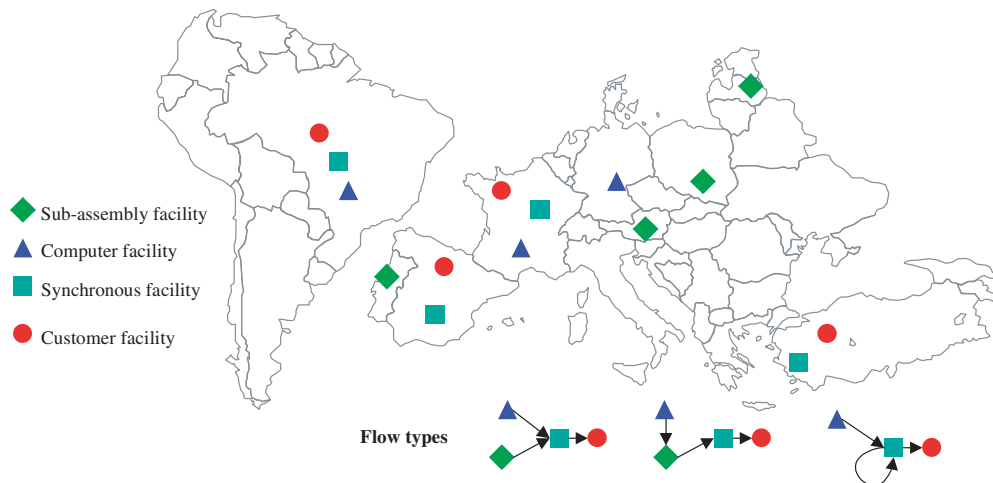 Sub-assembly facility
Computer facility
Synchronous facility
Customer facility
Flow types